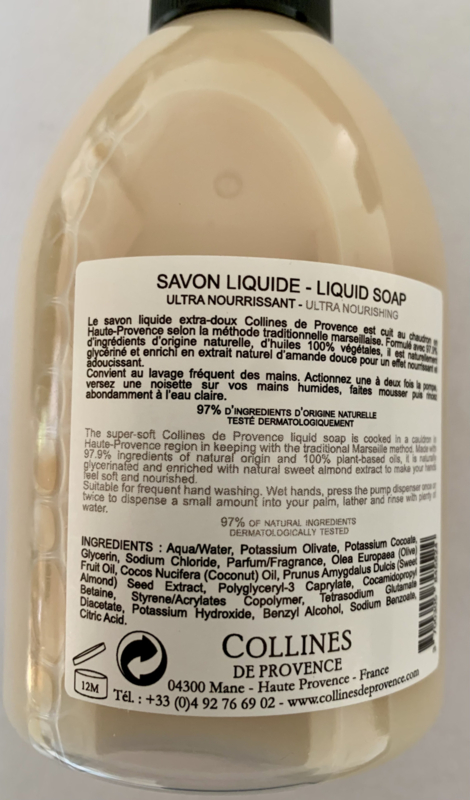 SAVON LIQUIDE - LIQUID SOAP
ULTRA NOURRISSANT - ULTRA NOURISHING
Le savon liquide extra-doux Collines de Provence est cuit au chaudron en
Haute-Provence selon la méthode traditionnelle marseillaise. Formulé avec 97,9%
d'ingrédients d'origine naturelle, d'huiles 100% végétales, il est naturellement
glycériné et enrichi en extrait naturel d'amande douce pour un effet nourrissant et
adoucissant.
Convient au lavage fréquent des mains. Actionnez une à deux fois la pompe,
versez une noisette sur vos mains humides, faites mousser puis rincez
abondamment à l'eau claire.
97% D'INGREDIENTS D'ORIGINE NATURELLE
TESTÉ DERMATOLOGIQUEMENT
The super-soft Collines de Provence liquid soap is cooked in a cauldron in
Haute-Provence region in keeping with the traditional Marseille method. Made with
97.9% ingredients of natural origin and 100% plant-based oils, it is naturally
glycerinated and enriched with natural sweet almond extract to make your hands
feel soft and nourished.
Suitable for frequent hand washing. Wet hands, press the pump dispenser once or
twice to dispense a small amount into your palm, lather and rinse with plenty of
water.
97% OF NATURAL INGREDIENTS
DERMATOLOGICALLY TESTED
INGREDIENTS : Aqua/Water, Potassium Olivate, Potassium Cocoate,
Glycerin, Sodium Chloride, Parfum/Fragrance, Olea Europaea (Olive)
Fruit Oil, Cocos Nucifera (Coconut) Oil, Prunus Amygdalus Dulcis (Sweet
Almond) Seed Extract, Polyglyceryl-3 Caprylate, Cocamidopropyl
Betaine, Styrene/Acrylates Copolymer, Tetrasodium Glutamate
Diacetate, Potassium Hydroxide, Benzyl Alcohol, Sodium Benzoate,
Citric Acid.
COLLINES
DE PROVENCE
04300 Mane - Haute Provence - France
12M
Tél. : +33 (0)4 92 76 69 02 - www.collinesdeprovence.com